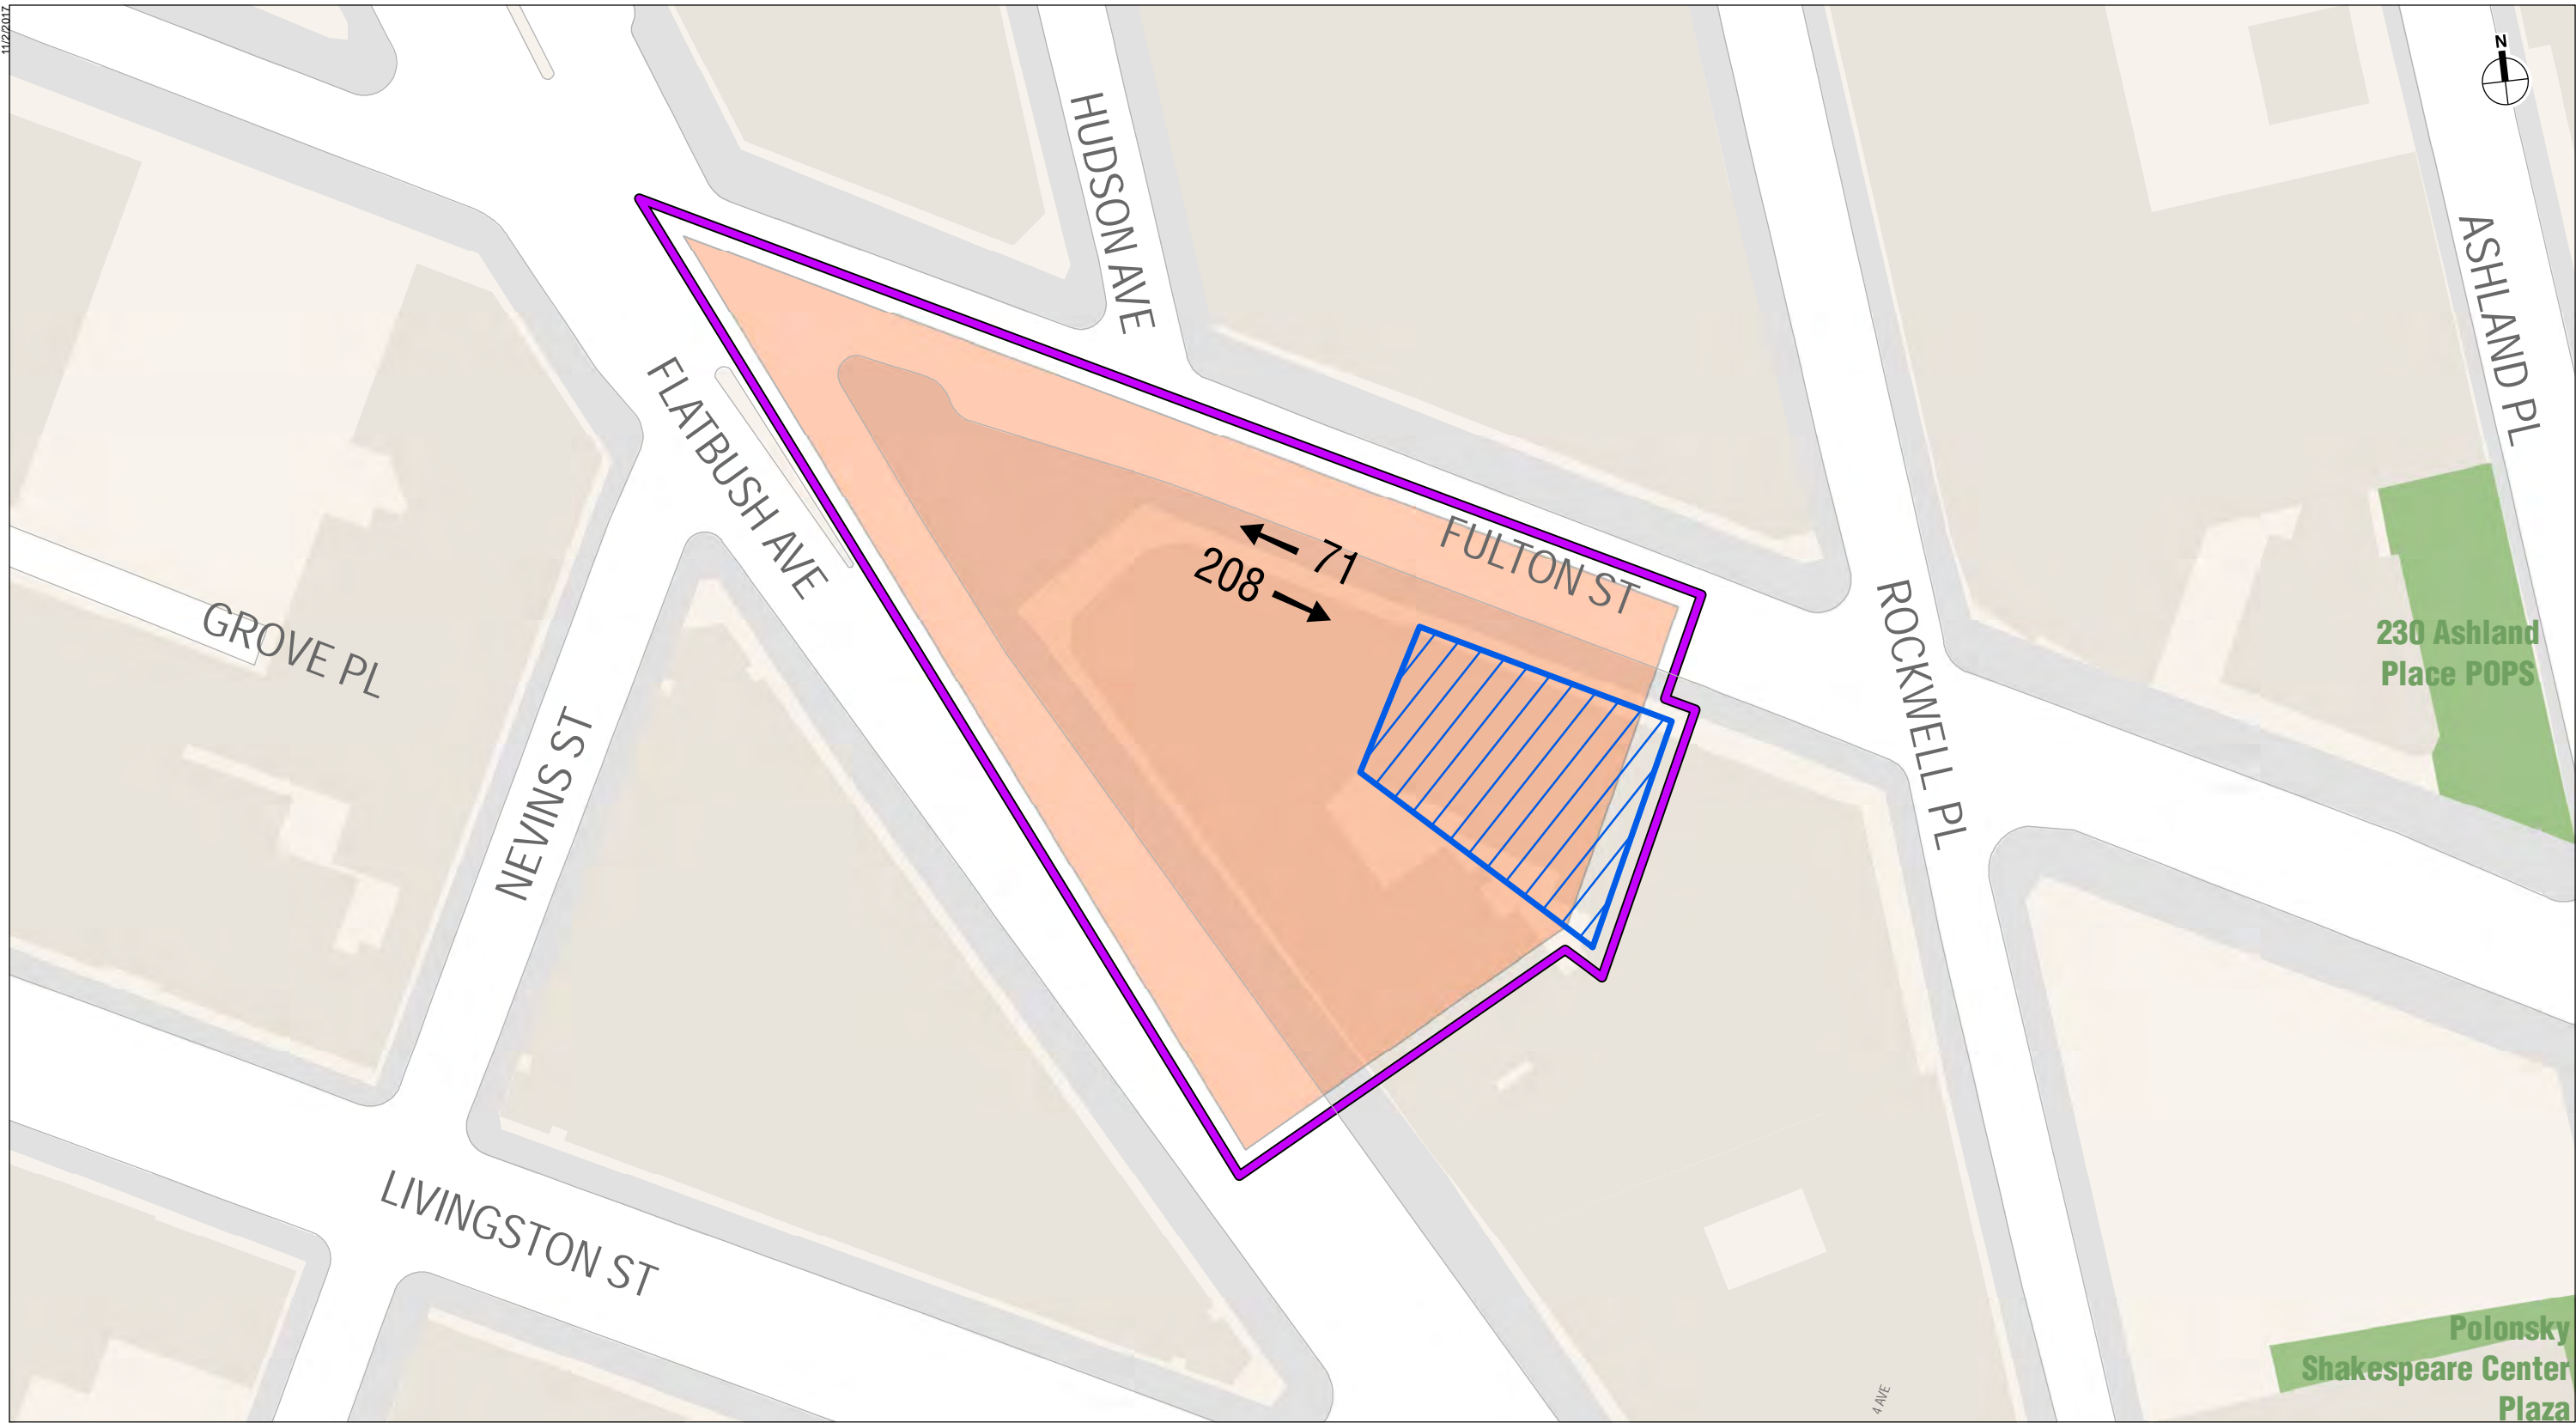 11/2/2017
N
HUDSON AVE
ASHLAND PL
FLATBUSH AVE
71
208
FULTON ST
GROVE PL
ROCKWELL PL
230 Ashland
Place POPS
NEVINS ST
LIVINGSTON ST
Polonsky
Shakespeare Center
Plaza
4 AVE